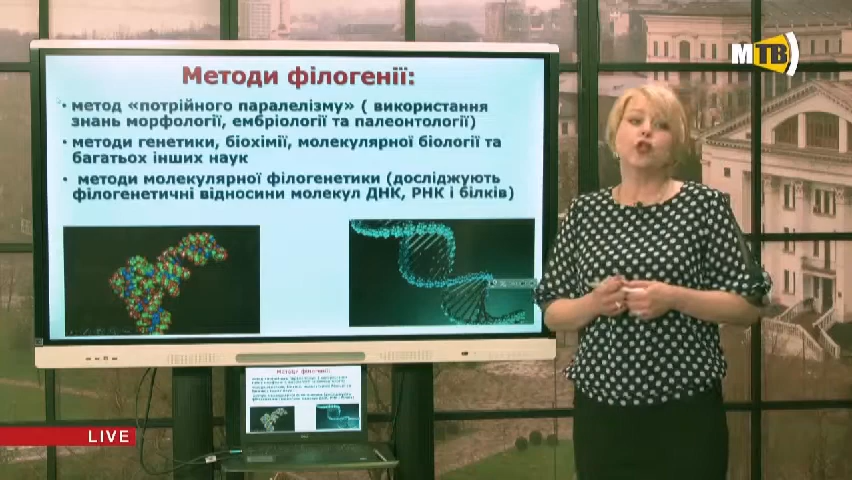 МТВ
Методи філогенії:
• метод «потрійного паралелізму» ( використання
знань морфології, ембріології та палеонтології)
• методи генетики, біохімії, молекулярної біології та
багатьох інших наук
• методи молекулярної філогенетики (досліджують
філогенетичні відносини молекул ДНК, РНК і білків)
Методи філогенії:
LIVE